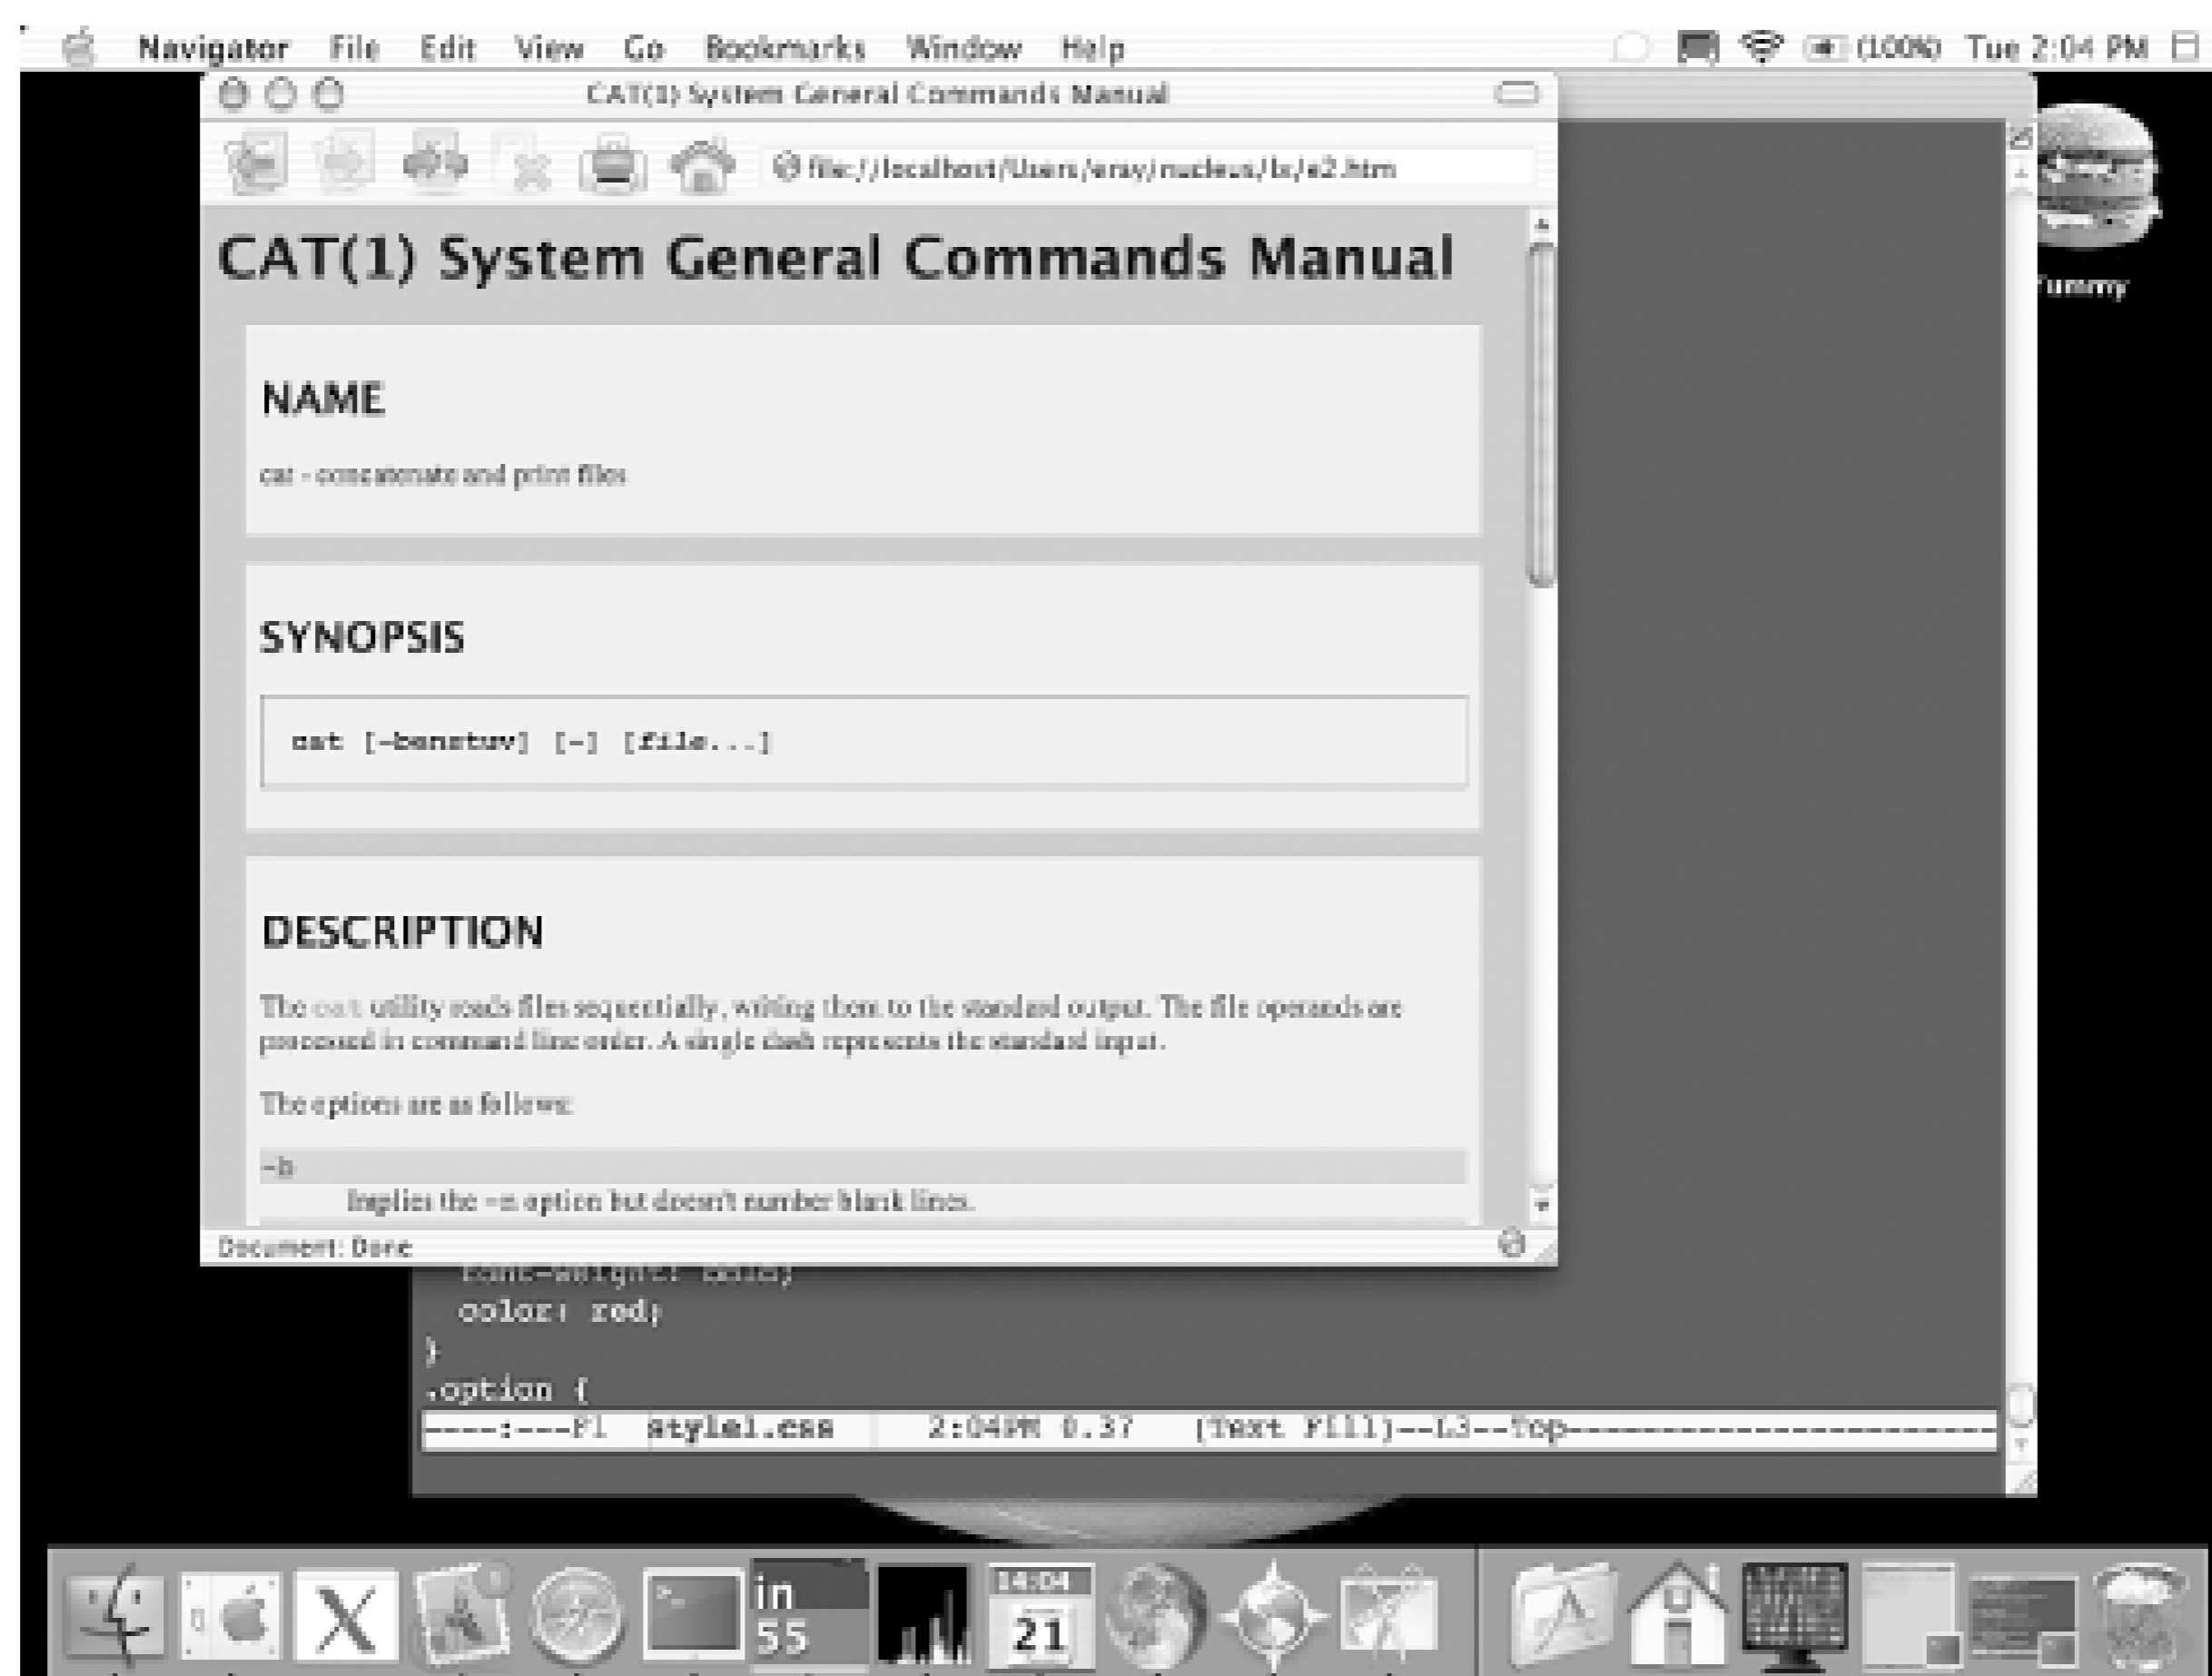 Navigator File Edit View Go Bookmarks Window Help (100%) Tue 2:04 PM
CAT(1) System General Commands Manual
file://localhost/Users/eray/nucleus/lx/e2.htm
Yummy
CAT(1) System General Commands Manual
NAME
cat - concatenate and print files
SYNOPSIS
cat [-benstuv] [-] [file...]
DESCRIPTION
The cat utility reads files sequentially, writing them to the standard output. The file operands are
processed in command line order. A single dash represents the standard input.
The options are as follows:
-b
Implies the -n option but doesn't number blank lines.
Document: Done
font-weight: bold;
color: red;
}
.option {
----:---F1 style1.css 2:04PM 0.37 (Text Fill)--L3--Top----------------------
in
55
14:04
21